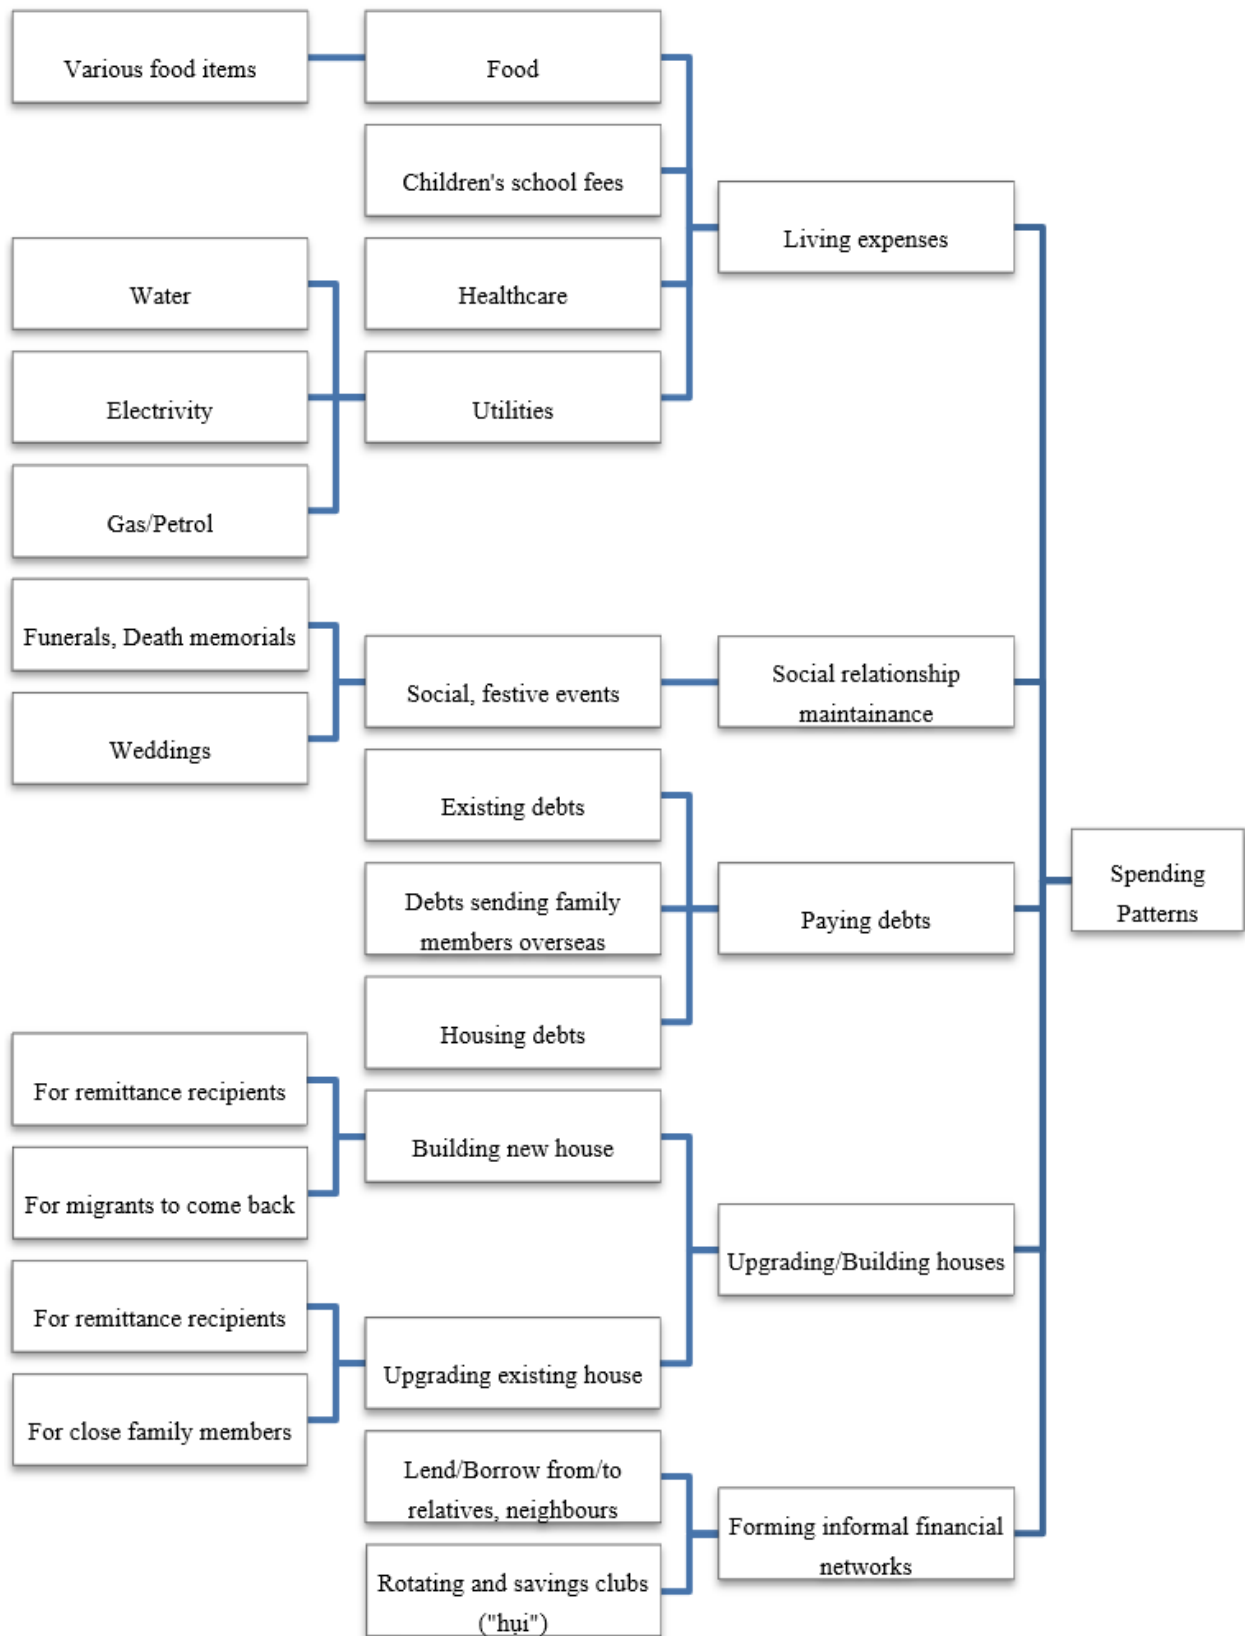 Various food items
Food
Children's school fees
Living expenses
Water
Healthcare
Electrivity
Utilities
Gas/Petrol
Funerals, Death memorials
Social, festive events
Social relationship
maintainance
Weddings
Existing debts
Debts sending family
members overseas
Paying debts
Spending
Patterns
Housing debts
For remittance recipients
Building new house
For migrants to come back
Upgrading/Building houses
For remittance recipients
Upgrading existing house
For close family members
Lend/Borrow from/to
relatives, neighbours
Forming informal financial
networks
Rotating and savings clubs
("hụi")